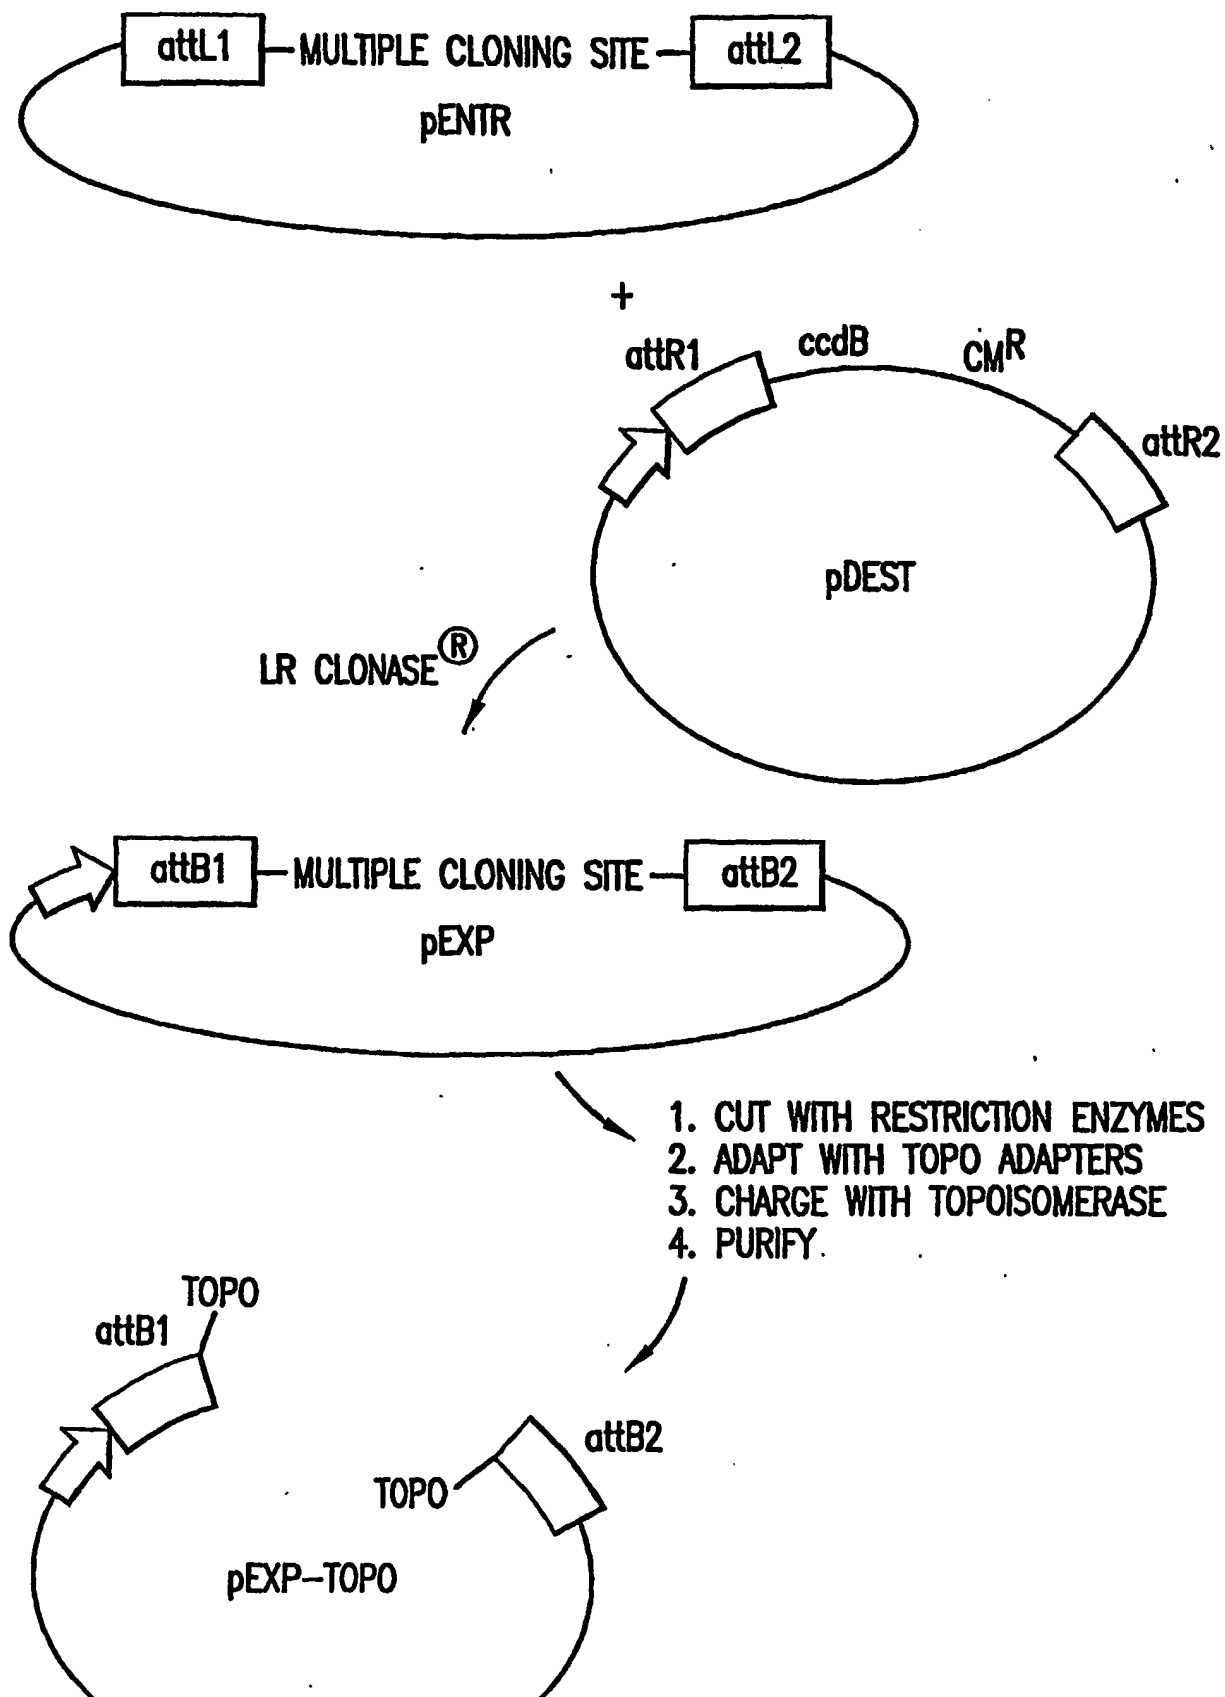 attL1 — MULTIPLE CLONING SITE — attL2
pENTR
+
attR1 ccdB CMR attR2
pDEST
LR CLONASE®
attB1 — MULTIPLE CLONING SITE — attB2
pEXP
1. CUT WITH RESTRICTION ENZYMES
2. ADAPT WITH TOPO ADAPTERS
3. CHARGE WITH TOPOISOMERASE
4. PURIFY
TOPO
attB1
attB2
TOPO
pEXP-TOPO